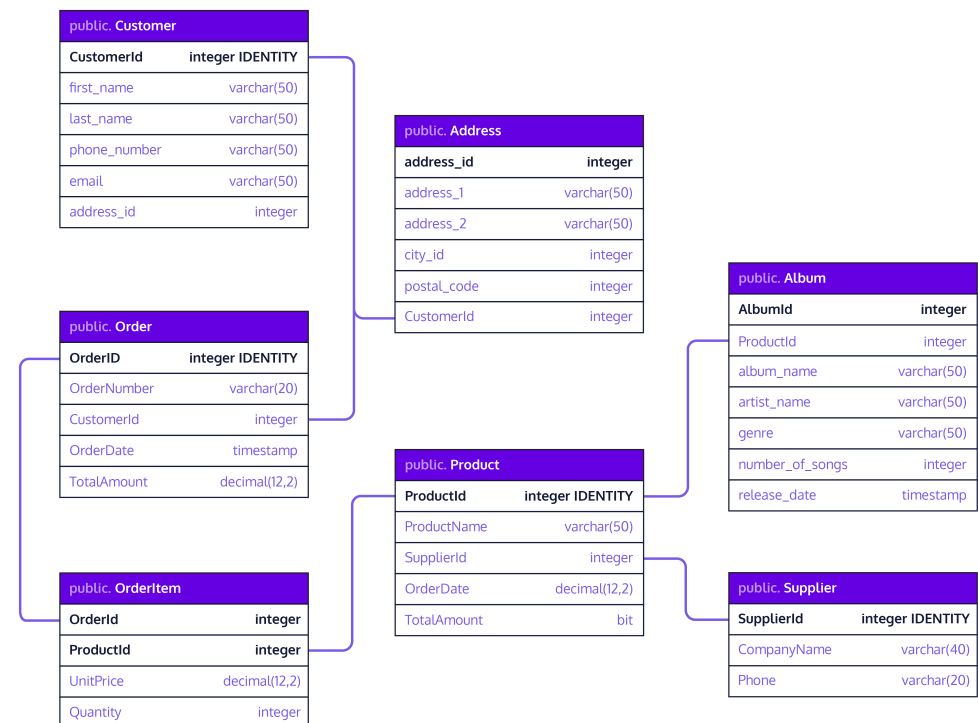 public. Customer
CustomerId integer IDENTITY
first_name varchar(50)
last_name varchar(50)
phone_number varchar(50)
email varchar(50)
address_id integer
public. Address
address_id integer
address_1 varchar(50)
address_2 varchar(50)
city_id integer
postal_code integer
CustomerId integer
public. Album
AlbumId integer
ProductId integer
album_name varchar(50)
artist_name varchar(50)
genre varchar(50)
number_of_songs integer
release_date timestamp
public. Order
OrderID integer IDENTITY
OrderNumber varchar(20)
CustomerId integer
OrderDate timestamp
TotalAmount decimal(12,2)
public. Product
ProductId integer IDENTITY
ProductName varchar(50)
SupplierId integer
OrderDate decimal(12,2)
TotalAmount bit
public. OrderItem
OrderId integer
ProductId integer
UnitPrice decimal(12,2)
Quantity integer
public. Supplier
SupplierId integer IDENTITY
CompanyName varchar(40)
Phone varchar(20)